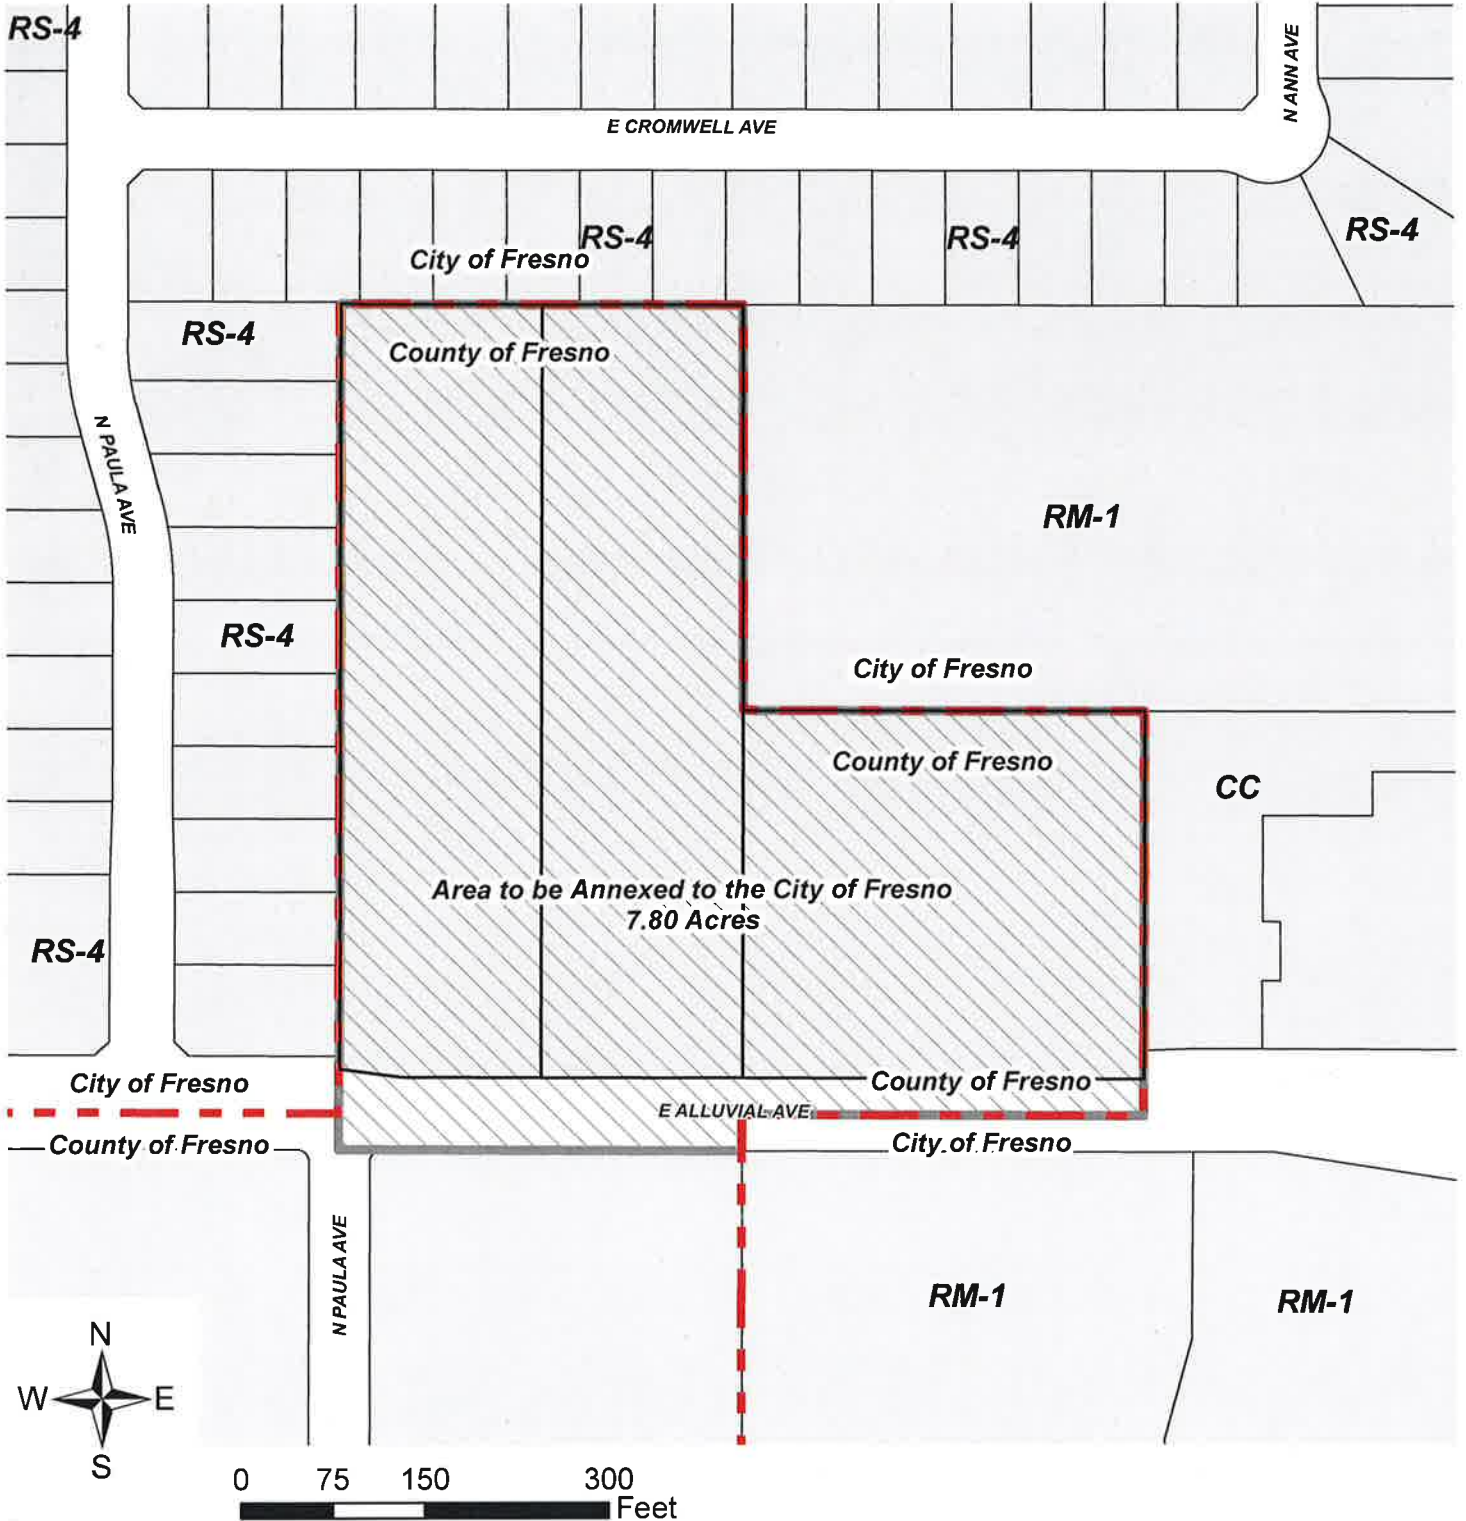 RS-4
N ANN AVE
E CROMWELL AVE
RS-4
RS-4
RS-4
City of Fresno
RS-4
County of Fresno
N PAULA AVE
RM-1
RS-4
City of Fresno
County of Fresno
CC
Area to be Annexed to the City of Fresno
7.80 Acres
RS-4
City of Fresno
County of Fresno
E ALLUVIAL AVE
County of Fresno
City of Fresno
N PAULA AVE
RM-1
RM-1
N
W E
S
0 75 150 300
Feet